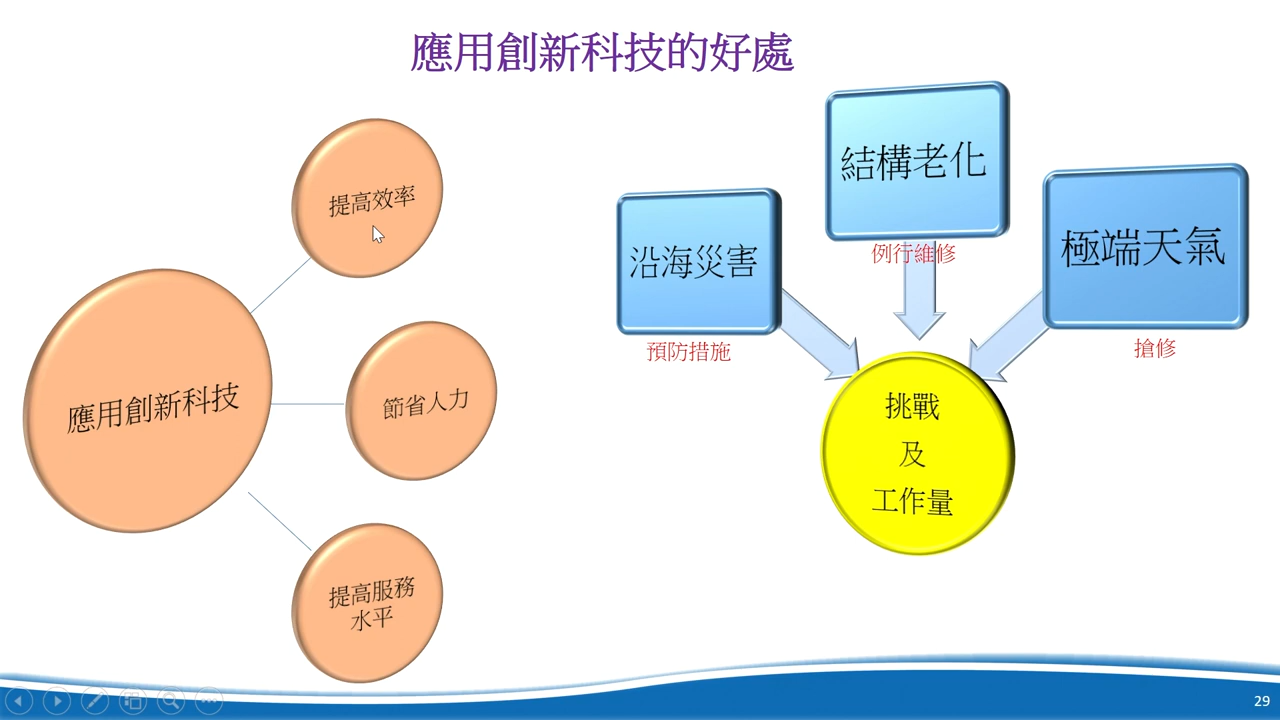 應用創新科技的好處
提高效率
應用創新科技
節省人力
提高服務
水平
結構老化
例行維修
沿海災害
預防措施
極端天氣
搶修
挑戰
及
工作量
29